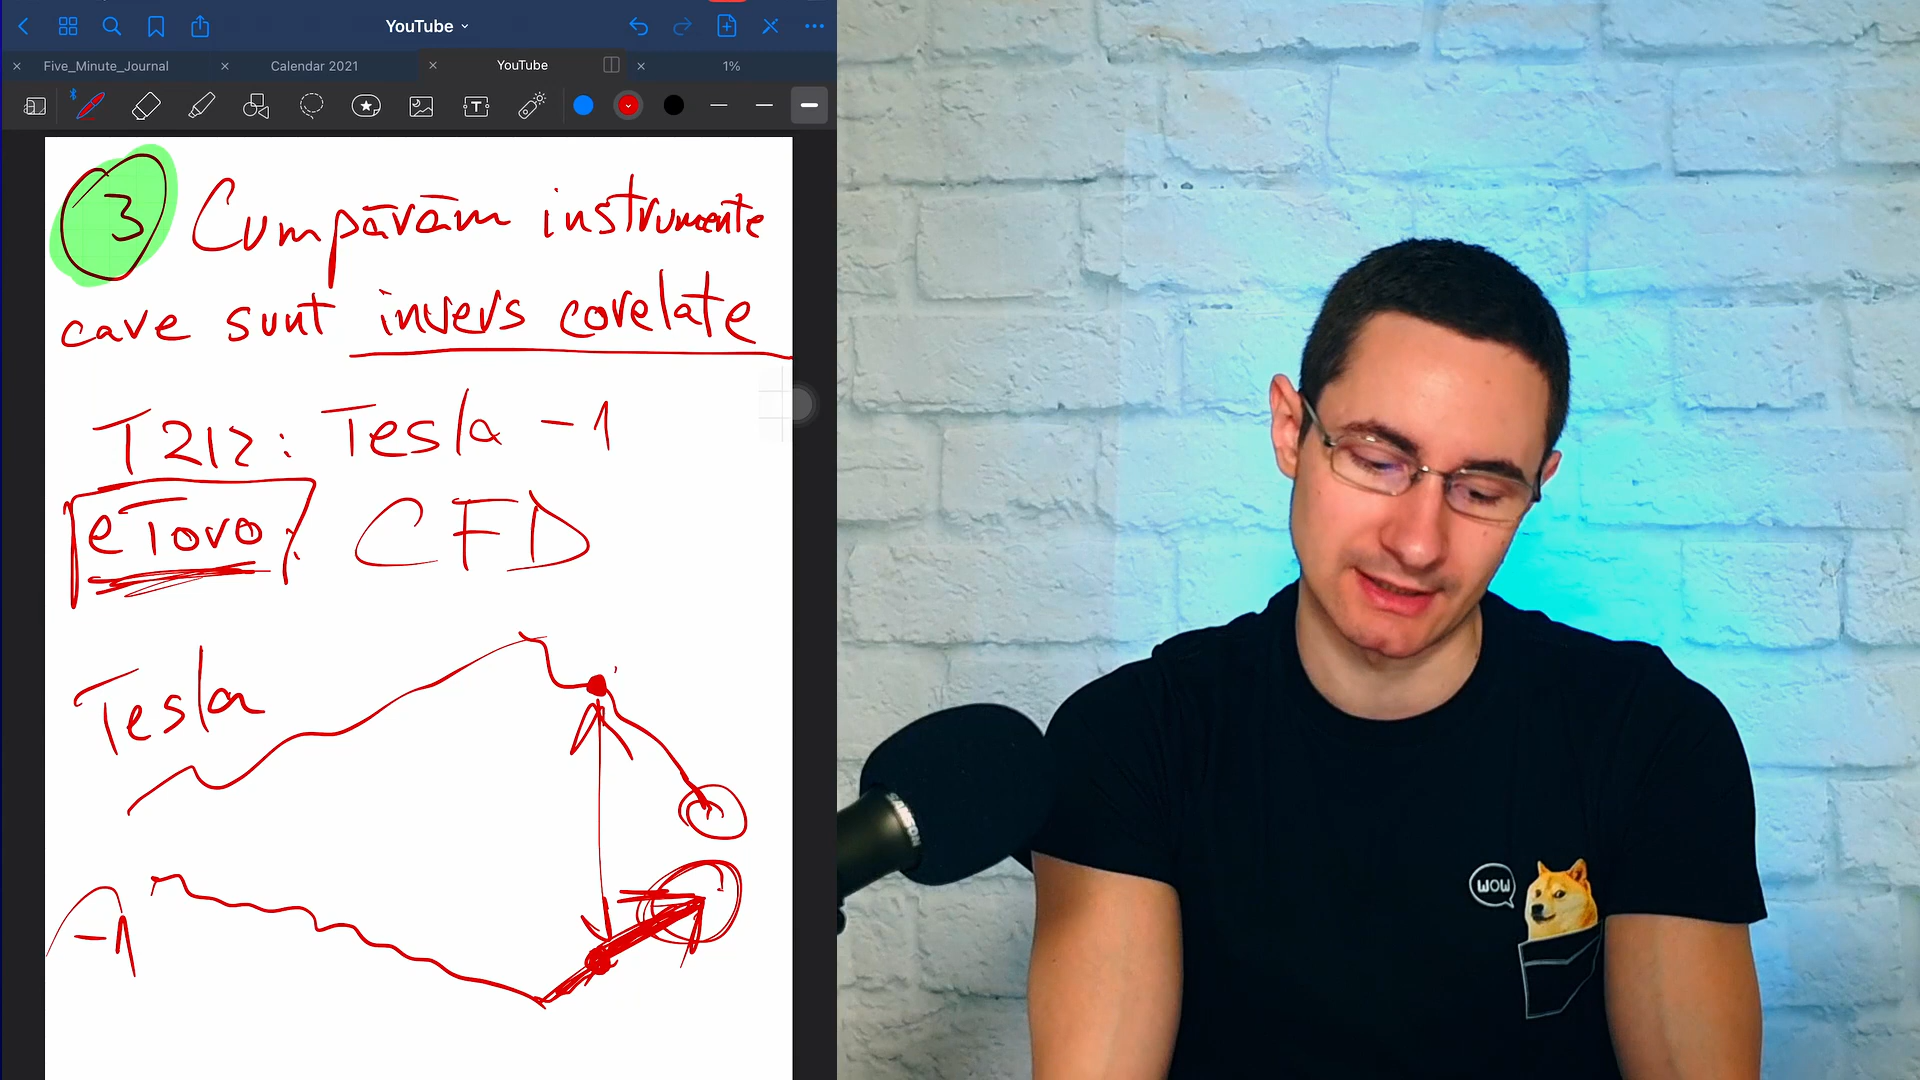 YouTube
Five_Minute_Journal
Calendar 2021
YouTube
1%
T
3 Cumpărăm instrumente
care sunt invers corelate
T212: Tesla -1
eToro: CFD
Tesla
-1
WOW
SAMSON